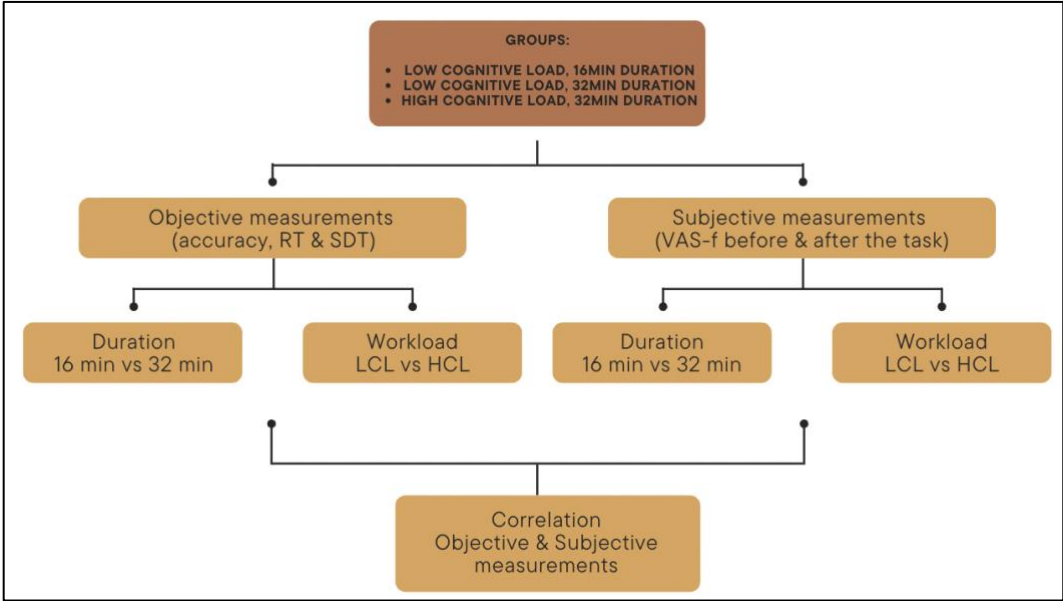 GROUPS:
• LOW COGNITIVE LOAD, 16MIN DURATION
• LOW COGNITIVE LOAD, 32MIN DURATION
• HIGH COGNITIVE LOAD, 32MIN DURATION
Objective measurements
(accuracy, RT & SDT)
Subjective measurements
(VAS-f before & after the task)
Duration
16 min vs 32 min
Workload
LCL vs HCL
Duration
16 min vs 32 min
Workload
LCL vs HCL
Correlation
Objective & Subjective
measurements